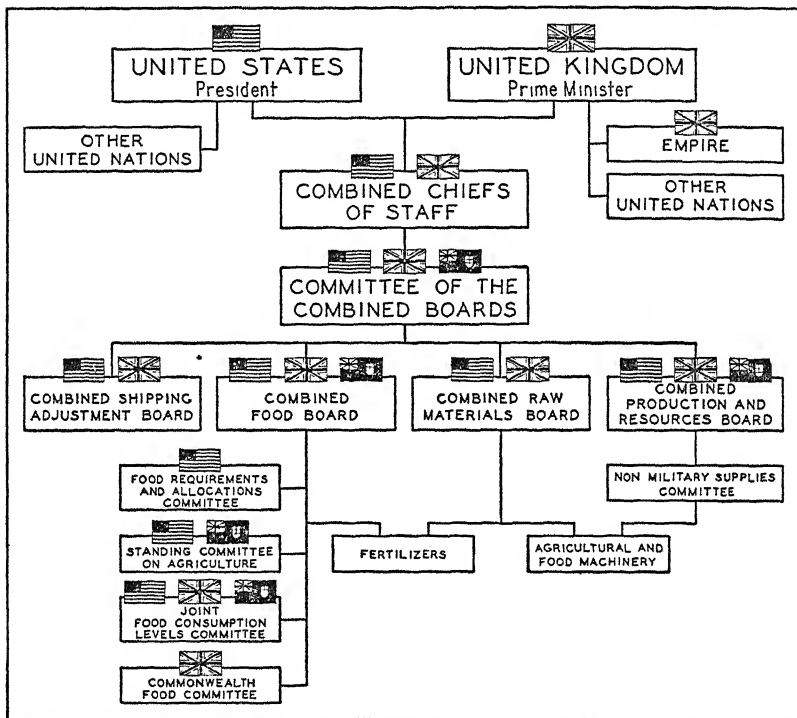 UNITED STATES
President
UNITED KINGDOM
Prime Minister
OTHER
UNITED NATIONS
EMPIRE
COMBINED CHIEFS
OF STAFF
OTHER
UNITED NATIONS
COMMITTEE OF THE
COMBINED BOARDS
COMBINED SHIPPING
ADJUSTMENT BOARD
COMBINED
FOOD BOARD
COMBINED RAW
MATERIALS BOARD
COMBINED
PRODUCTION AND
RESOURCES BOARD
FOOD REQUIREMENTS
AND ALLOCATIONS
COMMITTEE
NON MILITARY SUPPLIES
COMMITTEE
STANDING COMMITTEE
ON AGRICULTURE
FERTILIZERS
AGRICULTURAL AND
FOOD MACHINERY
JOINT
FOOD CONSUMPTION
LEVELS COMMITTEE
COMMONWEALTH
FOOD COMMITTEE